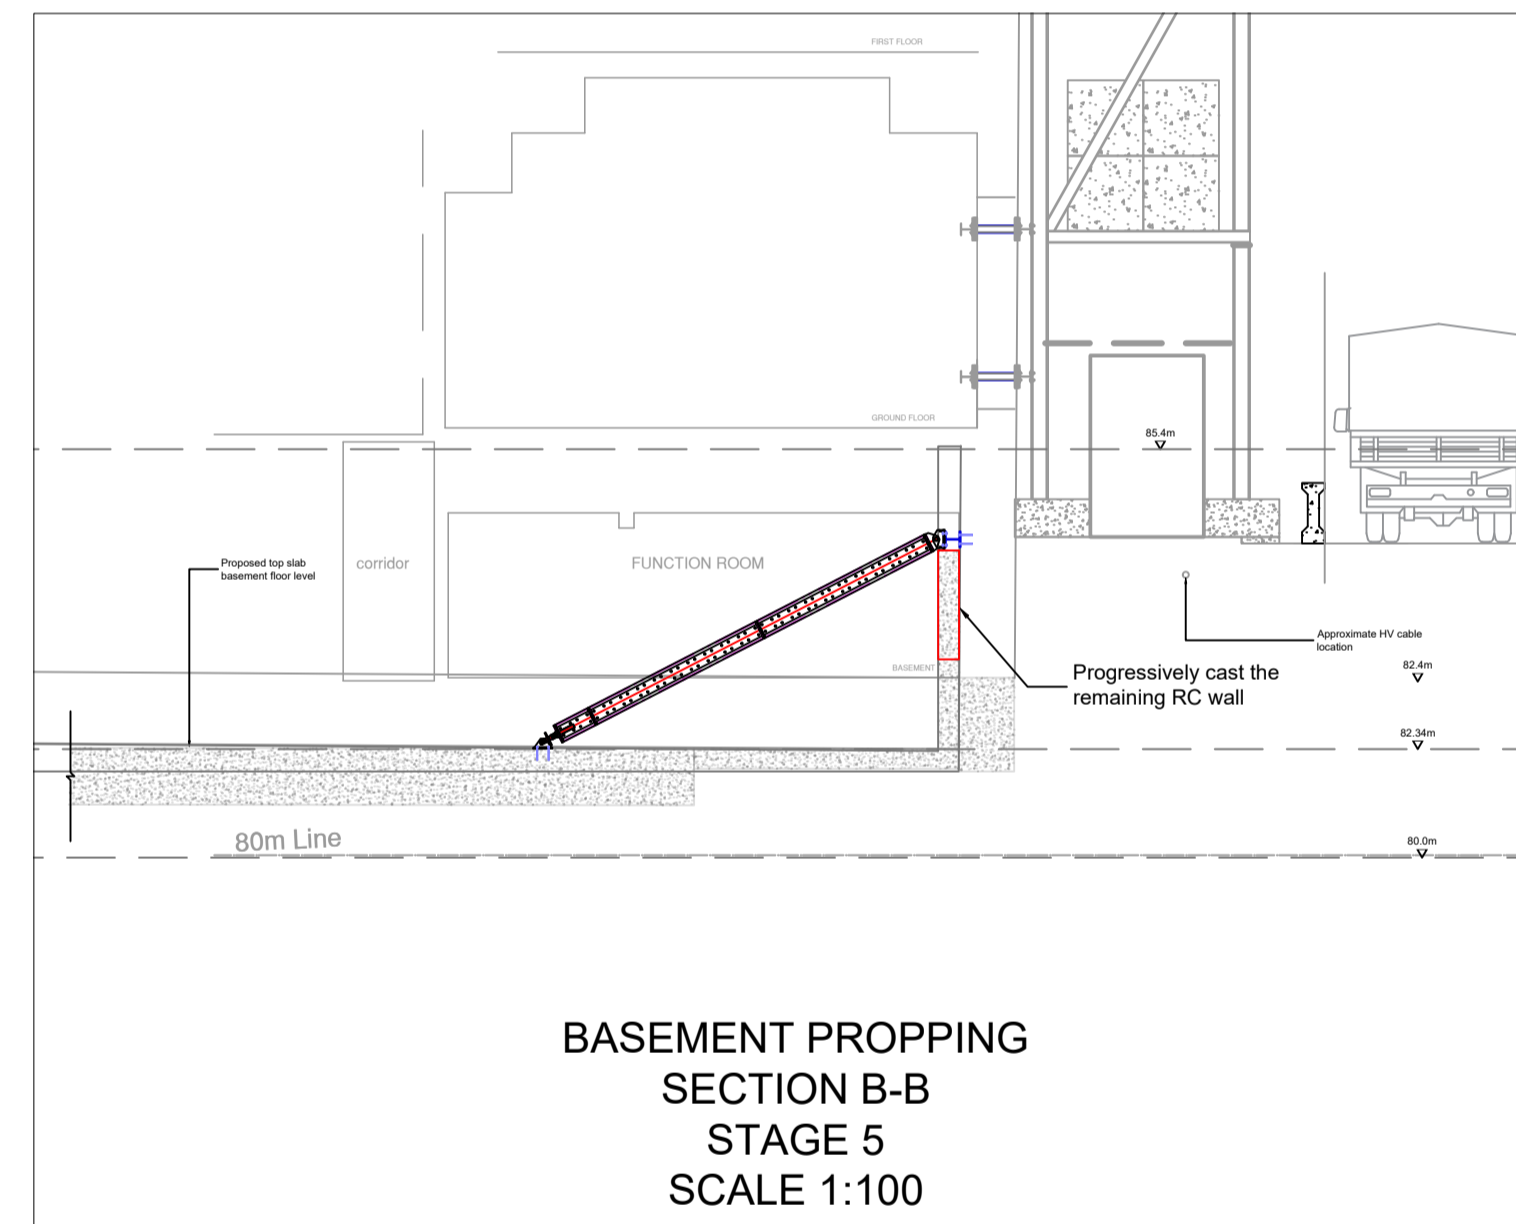 FIRST FLOOR
GROUND FLOOR
85.4m
Proposed top slab
basement floor level
corridor
FUNCTION ROOM
BASEMENT
Approximate HV cable
location
82.4m
Progressively cast the
remaining RC wall
82.34m
80m Line
80.0m
BASEMENT PROPPING
SECTION B-B
STAGE 5
SCALE 1:100